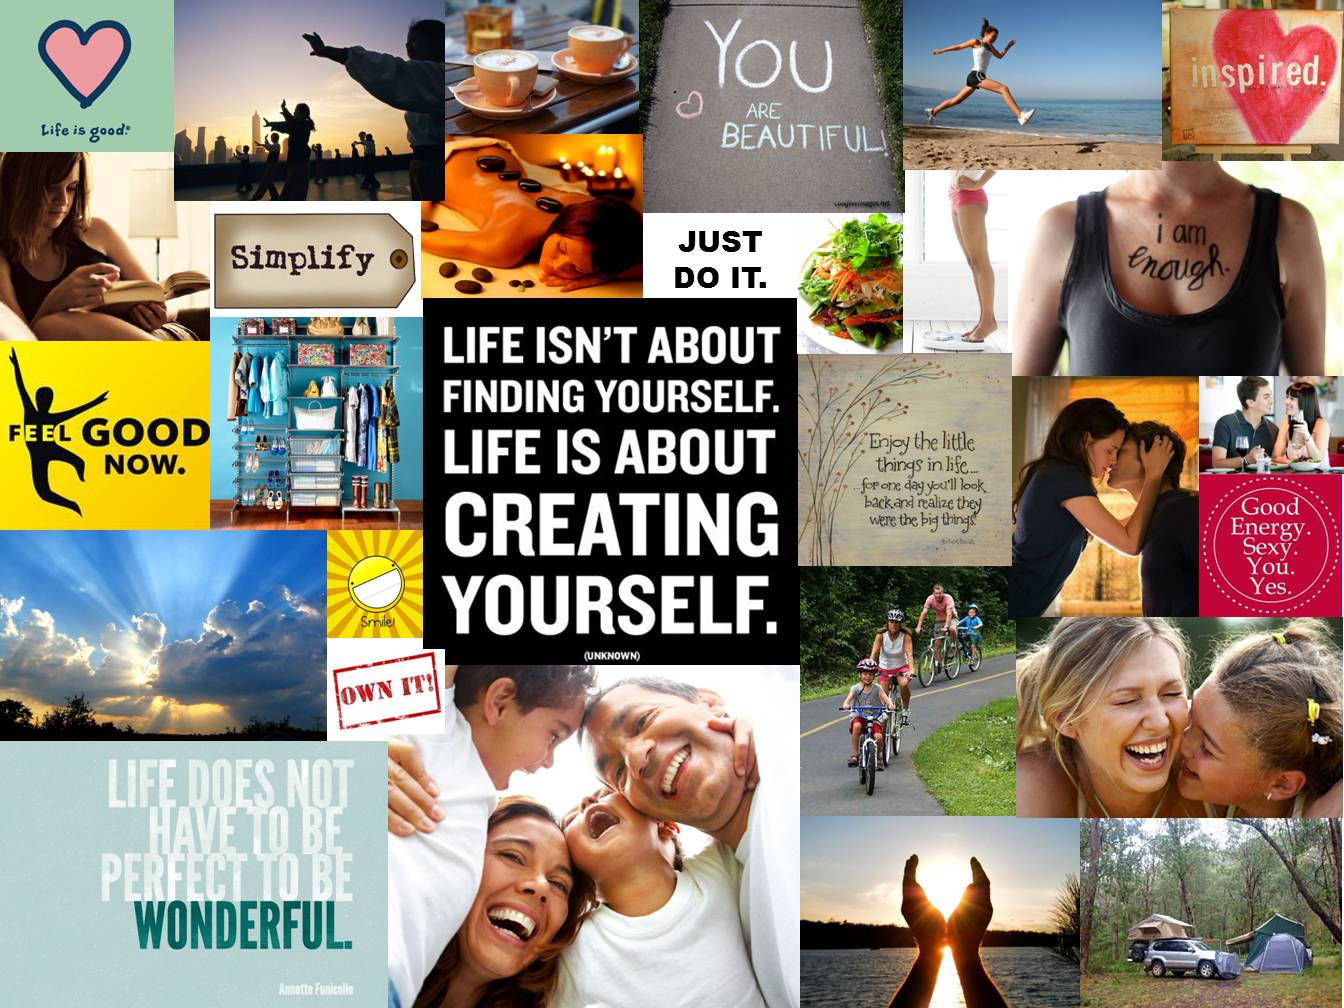 Life is good.®
YOU
ARE
BEAUTIFUL!
inspired.
Simplify
JUST
DO IT.
i am
enough.
FEEL GOOD
NOW.
LIFE ISN'T ABOUT
FINDING YOURSELF.
LIFE IS ABOUT
CREATING
YOURSELF.
(UNKNOWN)
Enjoy the little
things in life...
...for one day you'll look
back and realize they
were the big things.
Good
Energy.
Sexy.
You.
Yes.
Smile!
OWN IT!
LIFE DOES NOT
HAVE TO BE
PERFECT TO BE
WONDERFUL.
Annette Funicello